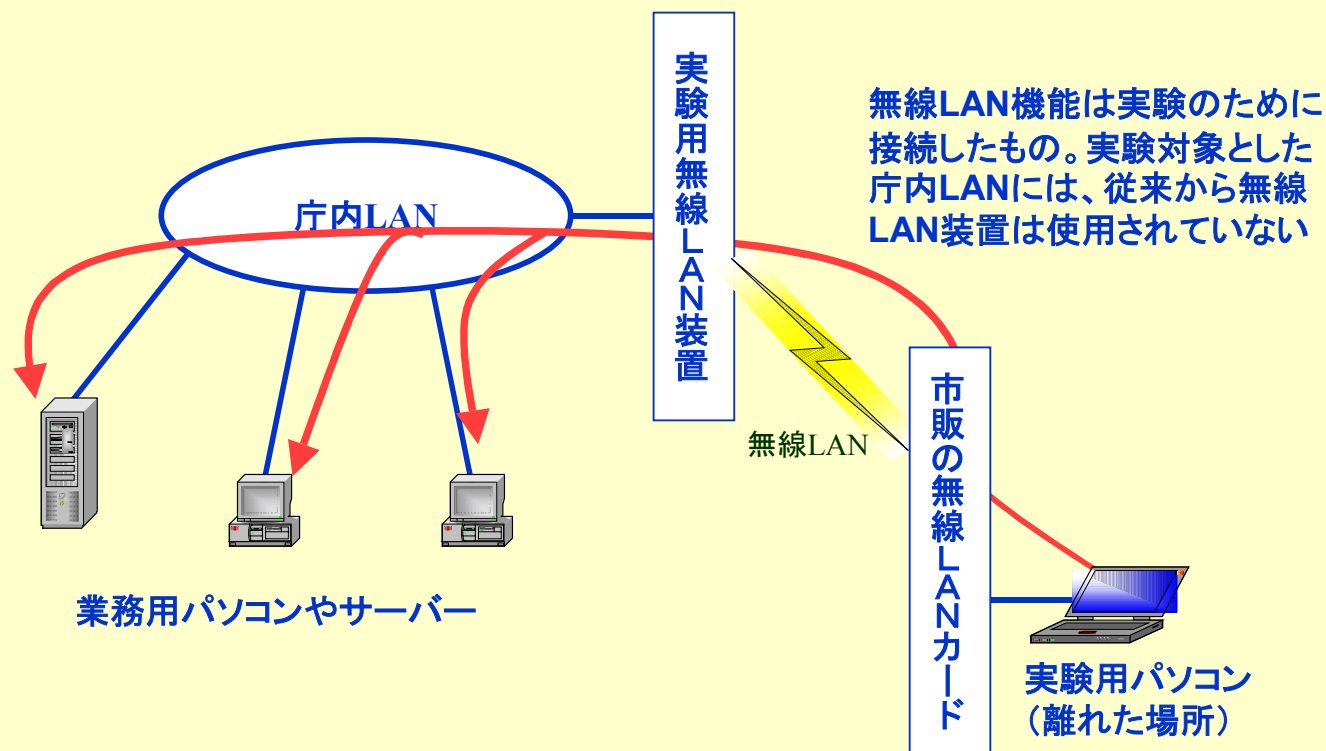 実験用無線LAN装置
無線LAN機能は実験のために
接続したもの。実験対象とした
庁内LANには、従来から無線
LAN装置は使用されていない
庁内LAN
無線LAN
市販の無線LANカード
業務用パソコンやサーバー
実験用パソコン
(離れた場所)